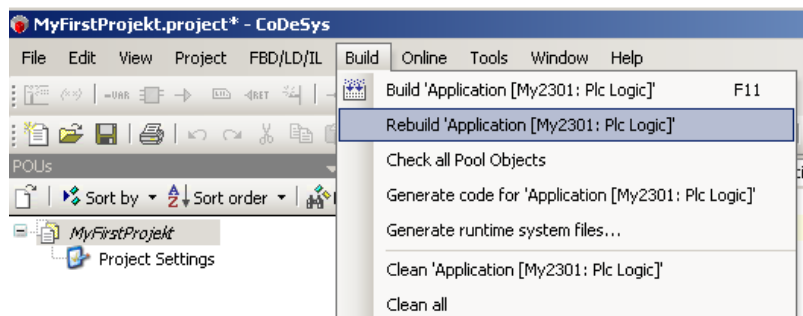 MyFirstProjekt.project* - CoDeSys
File Edit View Project FBD/LD/IL Build Online Tools Window Help
VAR RET
Build 'Application [My2301: Plc Logic]' F11
Rebuild 'Application [My2301: Plc Logic]'
POUs
Check all Pool Objects
Sort by Sort order
Generate code for 'Application [My2301: Plc Logic]'
MyFirstProjekt
Generate runtime system files...
Project Settings
Clean 'Application [My2301: Plc Logic]'
Clean all